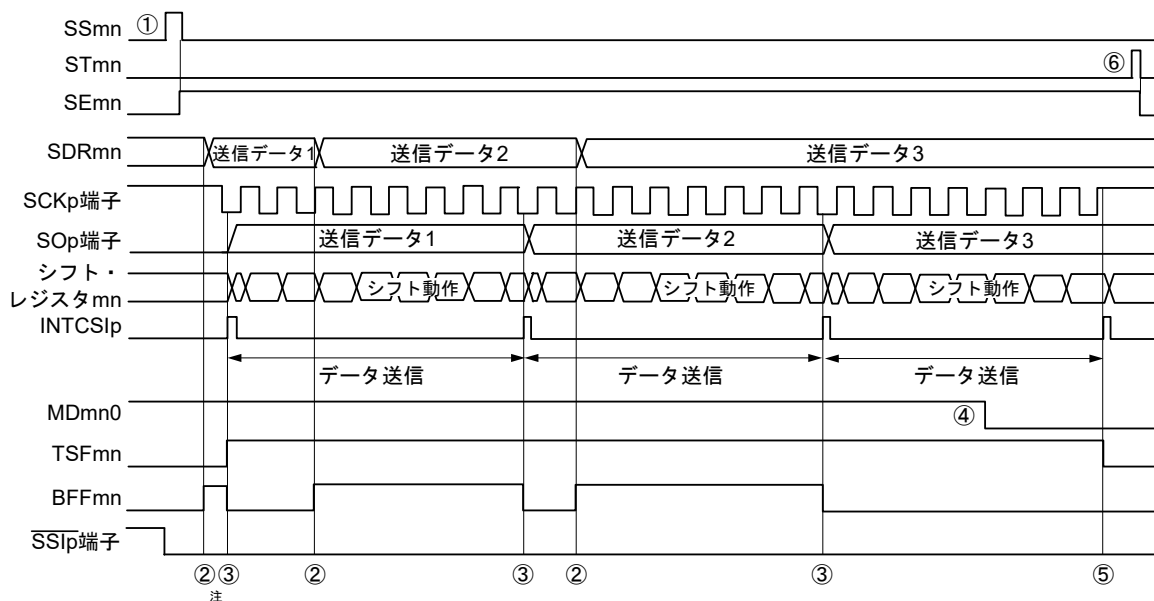 SSmn ①
STmn ⑥
SEmn
SDRmn 送信データ1 送信データ2 送信データ3
SCKp端子
SOp端子 送信データ1 送信データ2 送信データ3
シフト・
レジスタmn シフト動作 シフト動作 シフト動作
INTCSIp
データ送信 データ送信 データ送信
MDmn0 ④
TSFmn
BFFmn
SSIp端子
② ③ ② ③ ② ③ ⑤
注